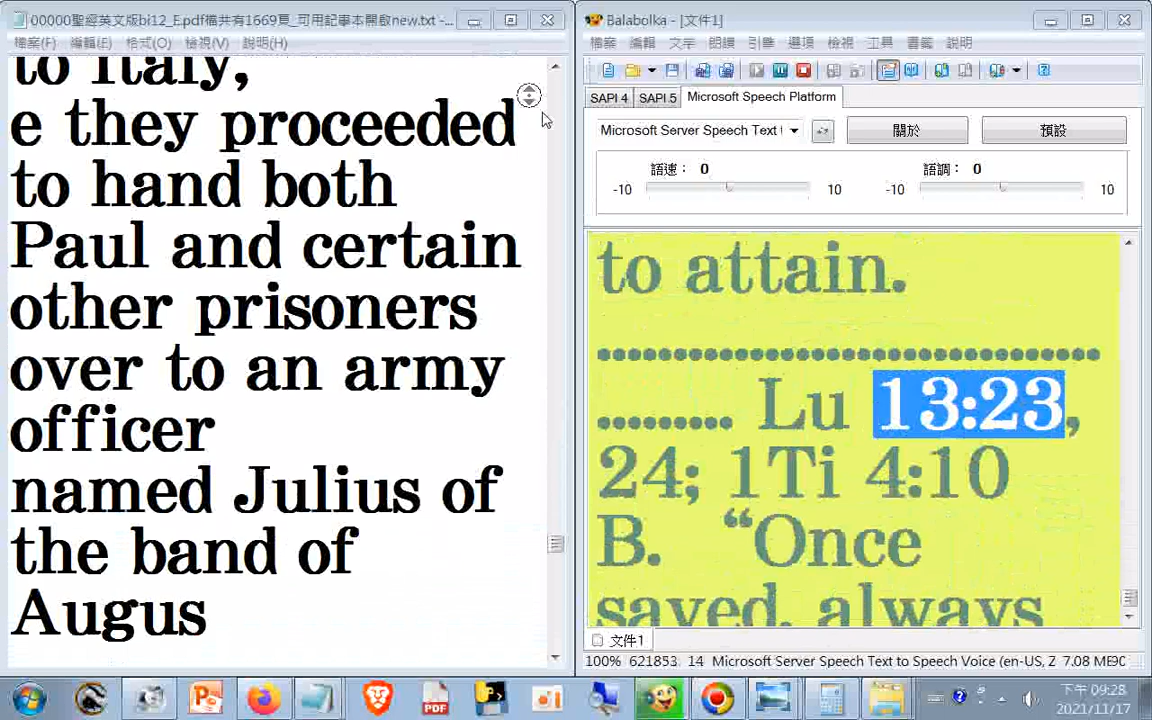 00000聖經英文版bi12_E.pdf檔共有1669頁_可用記事本開啟new.txt -...
檔案(F) 編輯(E) 格式(O) 檢視(V) 說明(H)
to Italy,
e they proceeded
to hand both
Paul and certain
other prisoners
over to an army
officer
named Julius of
the band of
Augus
Balabolka - [文件1]
檔案 編輯 文字 朗讀 引擎 選項 檢視 工具 書籤 說明
SAPI 4 SAPI 5 Microsoft Speech Platform
Microsoft Server Speech Text 關於 預設
語速： 0 語調： 0
-10 10 -10 10
to attain.
.................................
......... Lu 13:23,
24; 1Ti 4:10
B. “Once
saved, always
文件1
100% 621853 14 Microsoft Server Speech Text to Speech Voice (en-US, Z 7.08 ME
PDF
下午 09:28
2021/11/17